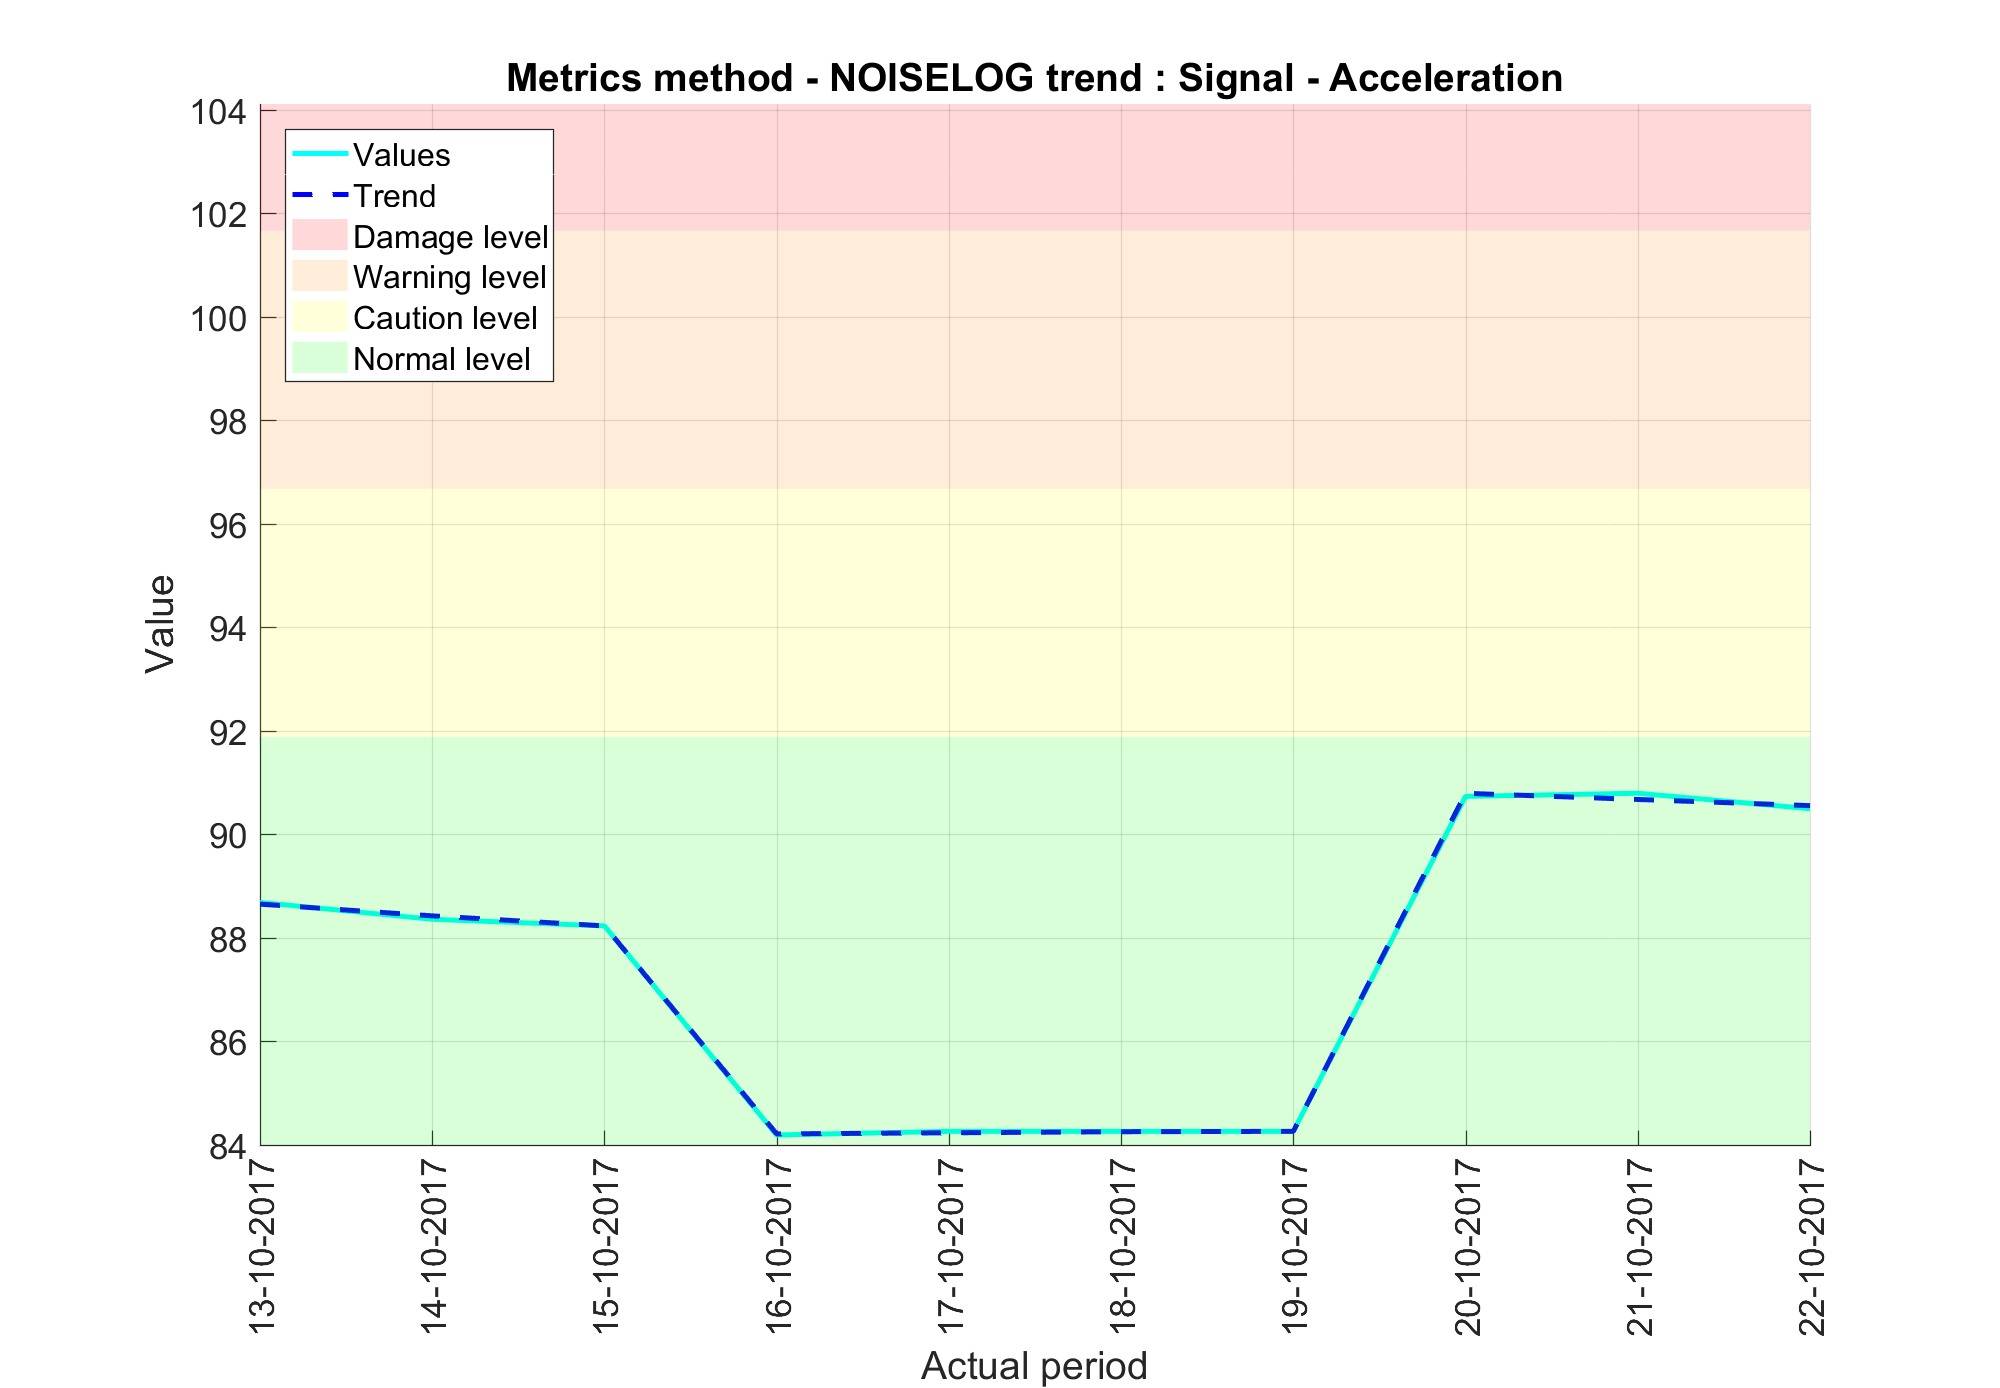 Metrics method - NOISELOG trend : Signal - Acceleration
104
102
100
98
96
94
92
90
88
86
84
Value
Values
Trend
Damage level
Warning level
Caution level
Normal level
13-10-2017
14-10-2017
15-10-2017
16-10-2017
17-10-2017
18-10-2017
19-10-2017
20-10-2017
21-10-2017
22-10-2017
Actual period